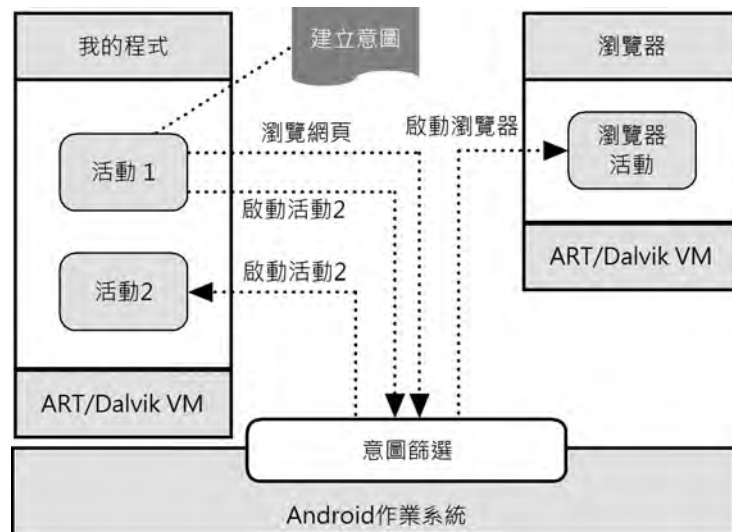 我的程式
建立意圖
瀏覽器
活動 1
瀏覽網頁
啟動瀏覽器
瀏覽器
活動
啟動活動2
活動2
啟動活動2
ART/Dalvik VM
ART/Dalvik VM
意圖篩選
Android作業系統